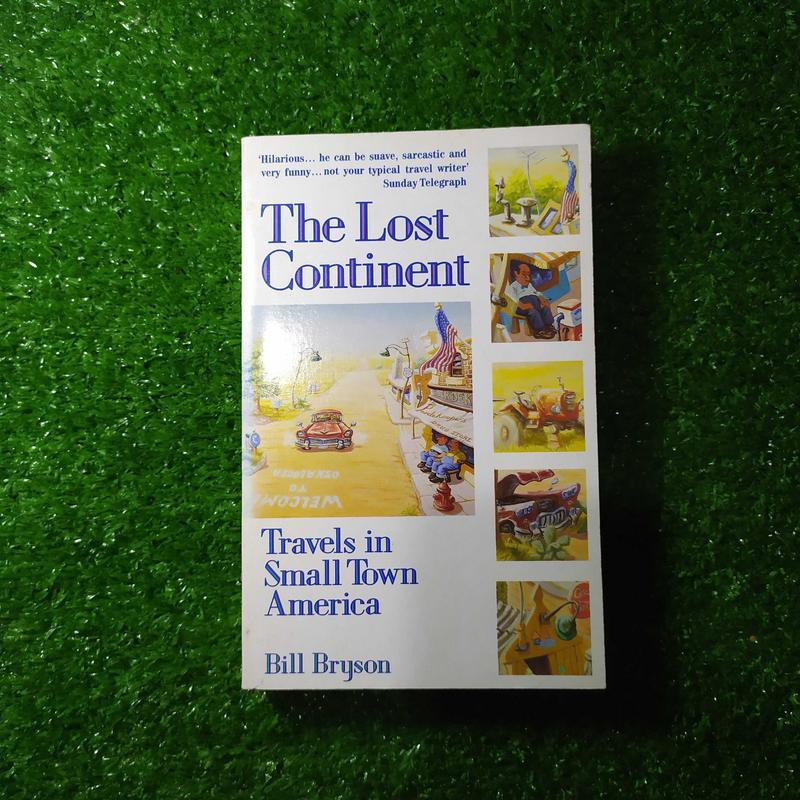 'Hilarious... he can be suave, sarcastic and
very funny...not your typical travel writer'
Sunday Telegraph
The Lost
Continent
WELCOME
TO
Travels in
Small Town
America
Bill Bryson